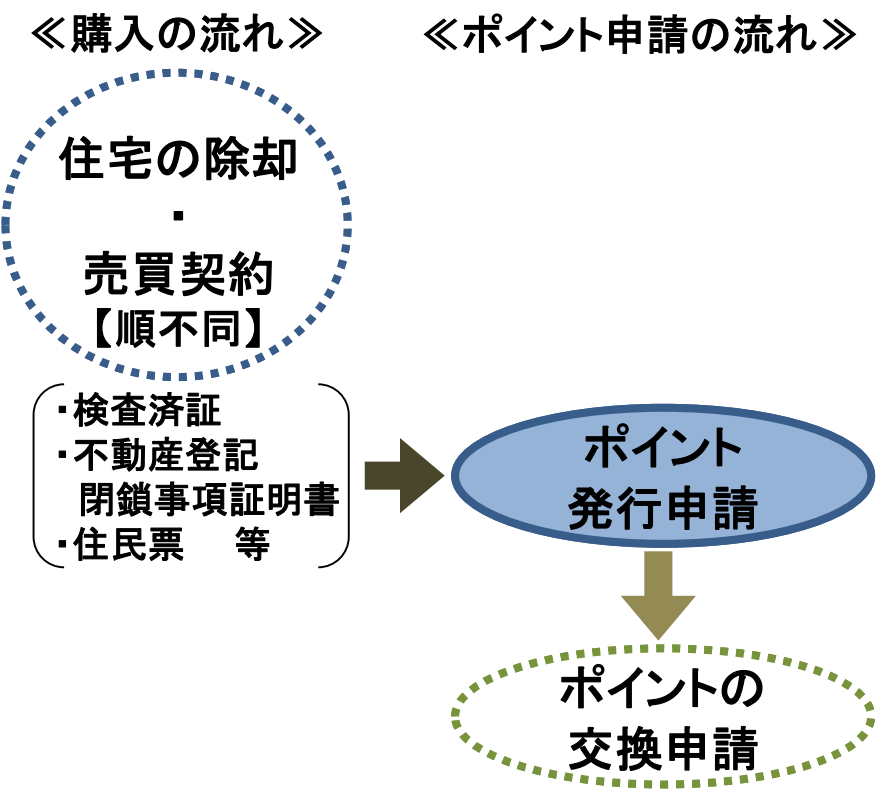 ≪購入の流れ≫
≪ポイント申請の流れ≫
住宅の除却
・
売買契約
【順不同】
・検査済証
・不動産登記
閉鎖事項証明書
・住民票　等
ポイント
発行申請
ポイントの
交換申請